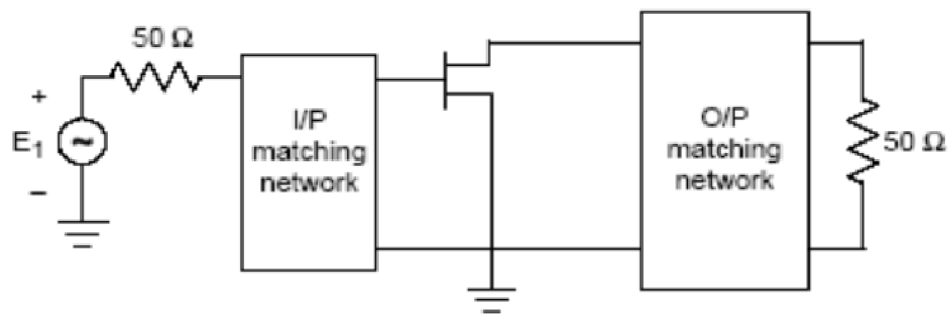 50 Ω
+
E1
−
I/P
matching
network
O/P
matching
network
50 Ω